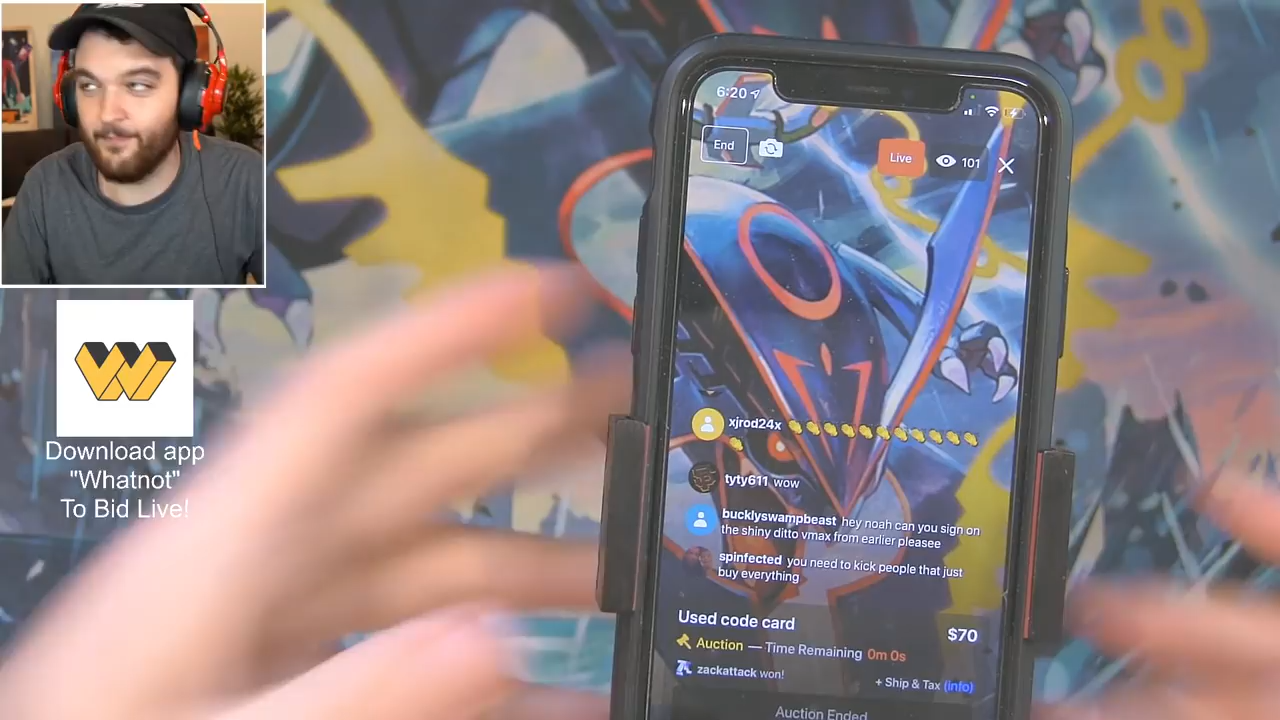 6:20
End
Live
101
xjrod24x
tyty611 wow
bucklyswampbeast hey noah can you sign on
the shiny ditto vmax from earlier pleasee
spinfected you need to kick people that just
buy everything
Used code card
$70
Auction — Time Remaining 0m 0s
zackattack won!
+ Ship & Tax (info)
Auction Ended
Download app
"Whatnot"
To Bid Live!